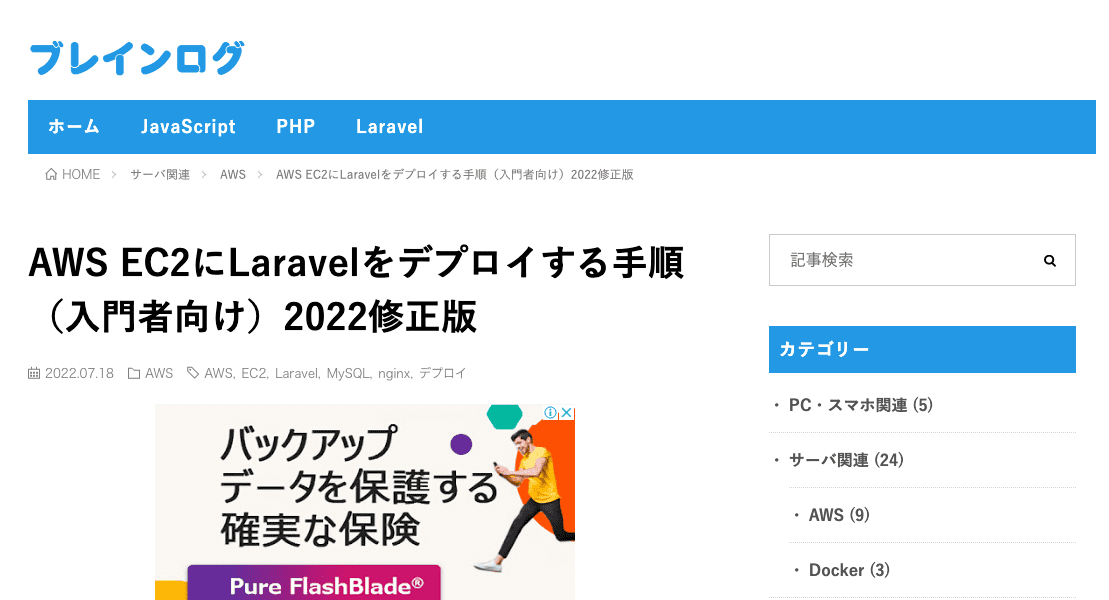 ブレインログ
ホーム JavaScript PHP Laravel
HOME サーバ関連 AWS AWS EC2にLaravelをデプロイする手順（入門者向け）2022修正版
AWS EC2にLaravelをデプロイする手順
（入門者向け）2022修正版
2022.07.18 AWS AWS, EC2, Laravel, MySQL, nginx, デプロイ
バックアップ
データを保護する
確実な保険
Pure FlashBlade®
記事検索
カテゴリー
・ PC・スマホ関連 (5)
・ サーバ関連 (24)
・ AWS (9)
・ Docker (3)